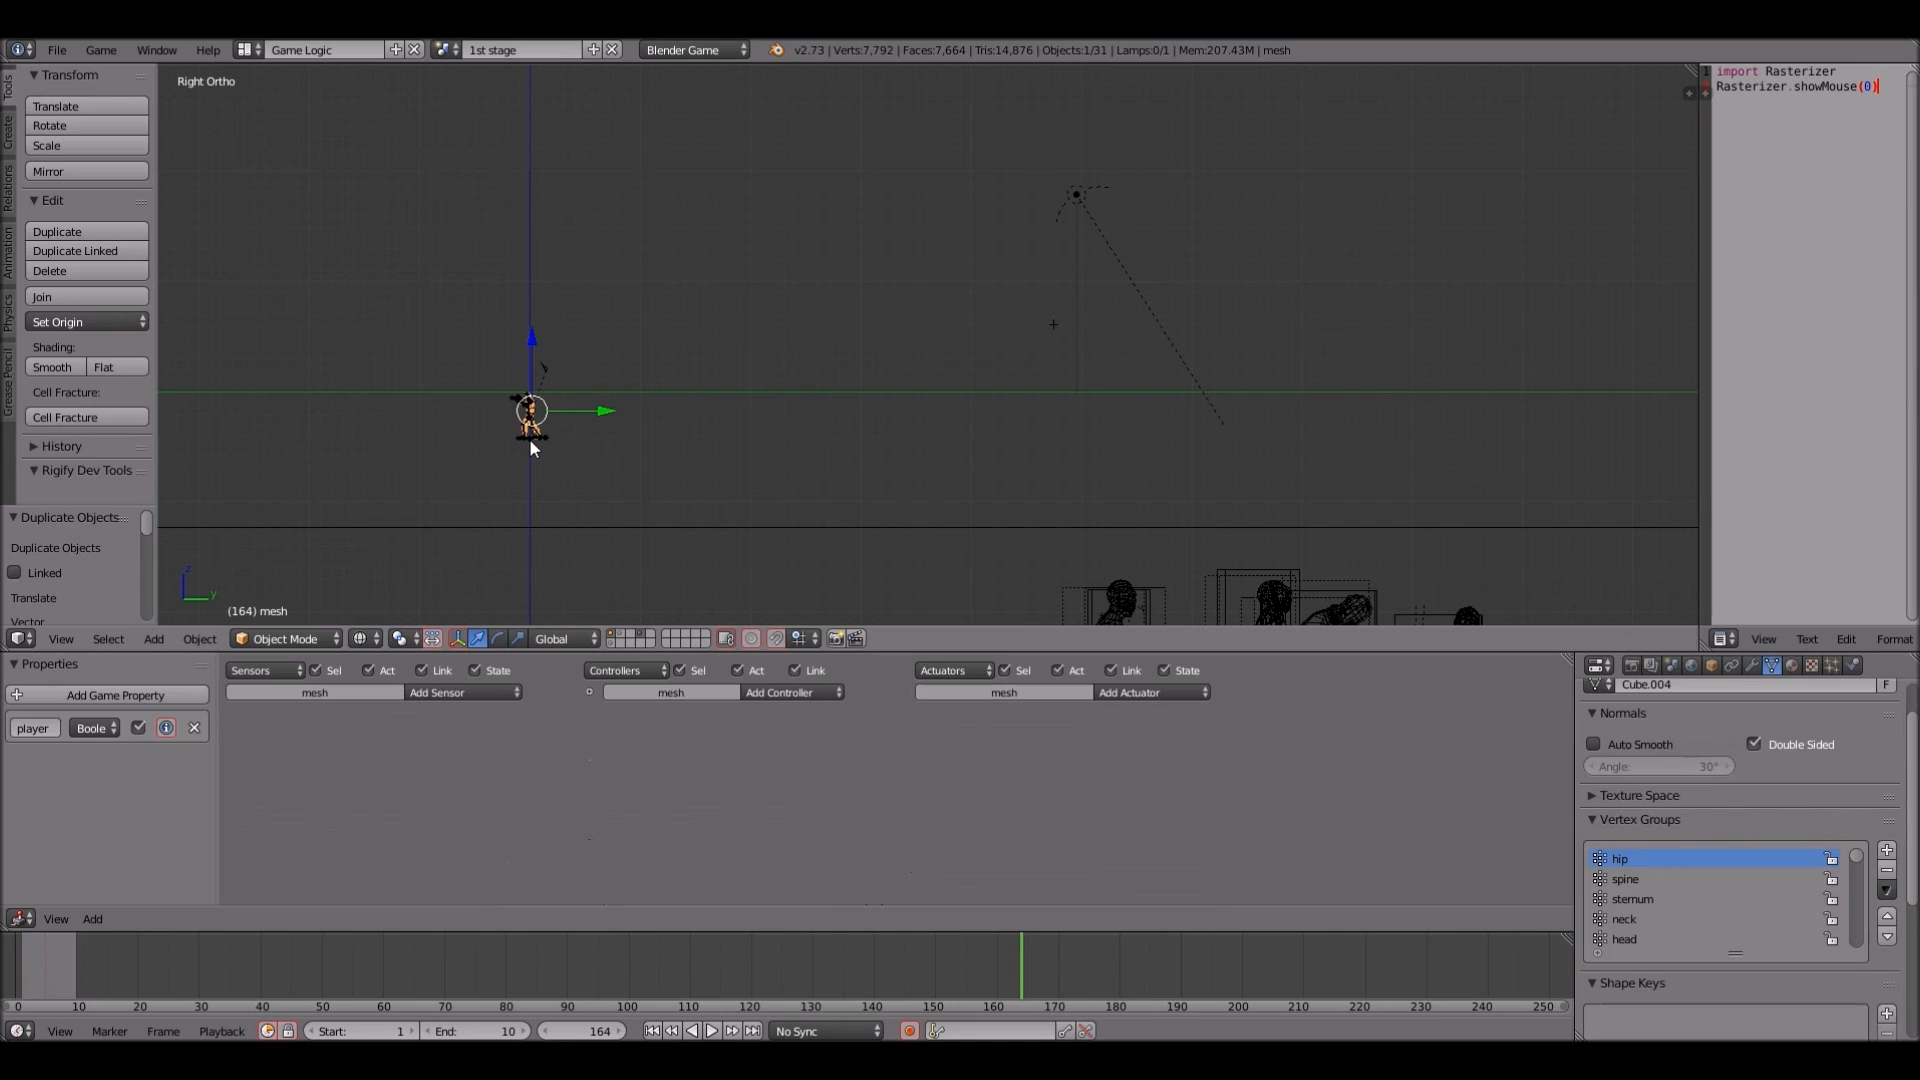 File Game Window Help Game Logic 1st stage Blender Game v2.73 | Verts:7,792 | Faces:7,664 | Tris:14,876 | Objects:1/31 | Lamps:0/1 | Mem:207.43M | mesh
Tools
Create
Relations
Animation
Physics
Grease Pencil
Transform
Translate
Rotate
Scale
Mirror
Edit
Duplicate
Duplicate Linked
Delete
Join
Set Origin
Shading:
Smooth Flat
Cell Fracture:
Cell Fracture
History
Rigify Dev Tools
Duplicate Objects
Duplicate Objects
Linked
Translate
Vector
Right Ortho
z
y
(164) mesh
1 import Rasterizer
Rasterizer.showMouse(0)
View Select Add Object Object Mode Global
View Text Edit Format
Properties
Add Game Property
player Boole
Sensors Sel Act Link State
mesh Add Sensor
Controllers Sel Act Link
mesh Add Controller
Actuators Sel Act Link State
mesh Add Actuator
View Add
Cube.004 F
Normals
Auto Smooth Double Sided
Angle: 30°
Texture Space
Vertex Groups
hip
spine
sternum
neck
head
Shape Keys
0 10 20 30 40 50 60 70 80 90 100 110 120 130 140 150 160 170 180 190 200 210 220 230 240 250
View Marker Frame Playback Start: 1 End: 10 164 No Sync